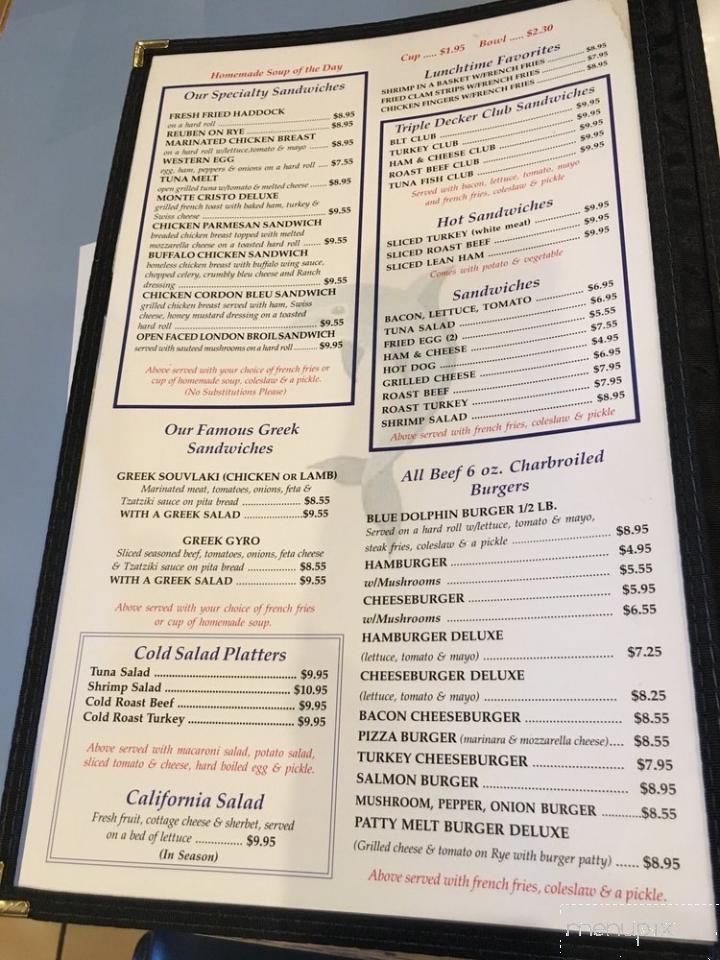 Homemade Soup of the Day
Cup ..... $1.95 Bowl ..... $2.30
Our Specialty Sandwiches
FRESH FRIED HADDOCK
on a hard roll ..... $8.95
REUBEN ON RYE ..... $8.95
MARINATED CHICKEN BREAST
on a hard roll w/lettuce,tomato & mayo ..... $8.95
WESTERN EGG
egg, ham, peppers & onions on a hard roll .... $7.55
TUNA MELT
open grilled tuna w/tomato & melted cheese ..... $8.95
MONTE CRISTO DELUXE
grilled french toast with baked ham, turkey &
Swiss cheese ..... $9.55
CHICKEN PARMESAN SANDWICH
breaded chicken breast topped with melted
mozzarella cheese on a toasted hard roll ..... $9.55
BUFFALO CHICKEN SANDWICH
boneless chicken breast with buffalo wing sauce,
chopped celery, crumbly bleu cheese and Ranch
dressing ..... $9.55
CHICKEN CORDON BLEU SANDWICH
grilled chicken breast served with ham, Swiss
cheese, honey mustard dressing on a toasted
hard roll ..... $9.55
OPEN FACED LONDON BROIL SANDWICH
served with sauteed mushrooms on a hard roll ..... $9.95
Above served with your choice of french fries or
cup of homemade soup, coleslaw & a pickle.
(No Substitutions Please)
Our Famous Greek
Sandwiches
GREEK SOUVLAKI (CHICKEN OR LAMB)
Marinated meat, tomatoes, onions, feta &
Tzatziki sauce on pita bread ..... $8.55
WITH A GREEK SALAD ..... $9.55
GREEK GYRO
Sliced seasoned beef, tomatoes, onions, feta cheese
& Tzatziki sauce on pita bread ..... $8.55
WITH A GREEK SALAD ..... $9.55
Above served with your choice of french fries
or cup of homemade soup.
Cold Salad Platters
Tuna Salad ..... $9.95
Shrimp Salad ..... $10.95
Cold Roast Beef ..... $9.95
Cold Roast Turkey ..... $9.95
Above served with macaroni salad, potato salad,
sliced tomato & cheese, hard boiled egg & pickle.
California Salad
Fresh fruit, cottage cheese & sherbet, served
on a bed of lettuce ..... $9.95
(In Season)
Lunchtime Favorites
SHRIMP IN A BASKET W/FRENCH FRIES ..... $8.95
FRIED CLAM STRIPS W/FRENCH FRIES ..... $7.95
CHICKEN FINGERS W/FRENCH FRIES ..... $8.95
Triple Decker Club Sandwiches
BLT CLUB ..... $9.95
TURKEY CLUB ..... $9.95
HAM & CHEESE CLUB ..... $9.95
ROAST BEEF CLUB ..... $9.95
TUNA FISH CLUB ..... $9.95
Served with bacon, lettuce, tomato, mayo
and french fries, coleslaw & pickle
Hot Sandwiches
SLICED TURKEY (white meat) ..... $9.95
SLICED ROAST BEEF ..... $9.95
SLICED LEAN HAM ..... $9.95
Comes with potato & vegetable
Sandwiches
BACON, LETTUCE, TOMATO ..... $6.95
TUNA SALAD ..... $6.95
FRIED EGG (2) ..... $5.55
HAM & CHEESE ..... $7.55
HOT DOG ..... $4.95
GRILLED CHEESE ..... $6.95
ROAST BEEF ..... $7.95
ROAST TURKEY ..... $7.95
SHRIMP SALAD ..... $8.95
Above served with french fries, coleslaw & pickle
All Beef 6 oz. Charbroiled
Burgers
BLUE DOLPHIN BURGER 1/2 LB.
Served on a hard roll w/lettuce, tomato & mayo,
steak fries, coleslaw & a pickle ..... $8.95
HAMBURGER ..... $4.95
w/Mushrooms ..... $5.55
CHEESEBURGER ..... $5.95
w/Mushrooms ..... $6.55
HAMBURGER DELUXE
(lettuce, tomato & mayo) ..... $7.25
CHEESEBURGER DELUXE
(lettuce, tomato & mayo) ..... $8.25
BACON CHEESEBURGER ..... $8.55
PIZZA BURGER (marinara & mozzarella cheese).... $8.55
TURKEY CHEESEBURGER ..... $7.95
SALMON BURGER ..... $8.95
MUSHROOM, PEPPER, ONION BURGER ..... $8.55
PATTY MELT BURGER DELUXE
(Grilled cheese & tomato on Rye with burger patty) ...... $8.95
Above served with french fries, coleslaw & a pickle.
menupix